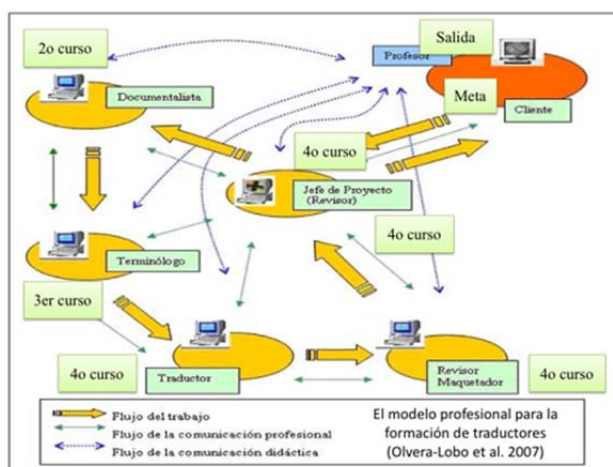 2o curso
Salida
Profesor
Documentalista
Meta
Cliente
4o curso
Jefe de Proyecto
(Revisor)
4o curso
Terminólogo
3er curso
4o curso
Traductor
Revisor
Maquetador
4o curso
Flujo del trabajo
Flujo de la comunicación profesional
Flujo de la comunicación didáctica
El modelo profesional para la
formación de traductores
(Olvera-Lobo et al. 2007)